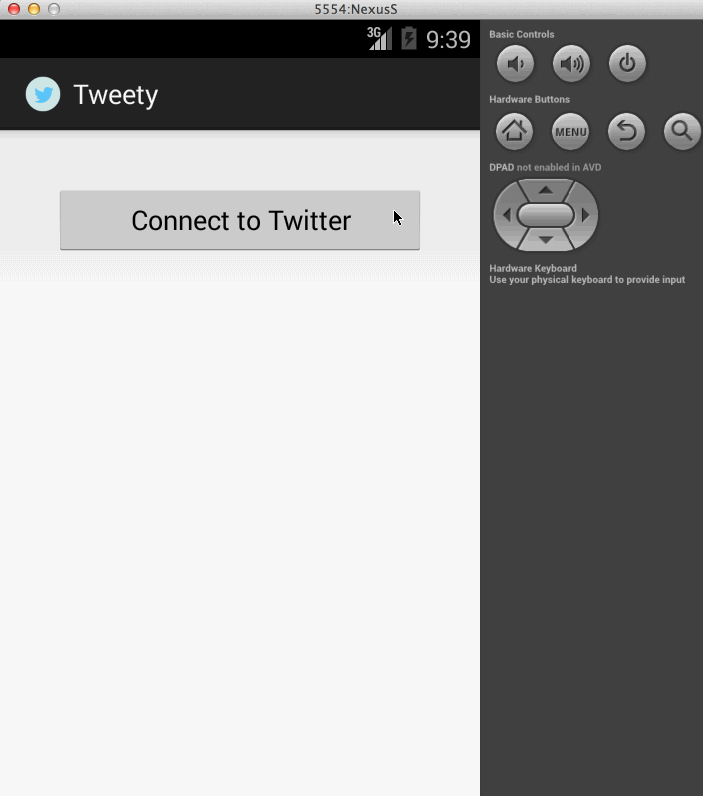 5554:NexusS
3G 9:39
Tweety
Connect to Twitter
Basic Controls
Hardware Buttons
MENU
DPAD not enabled in AVD
Hardware Keyboard
Use your physical keyboard to provide input